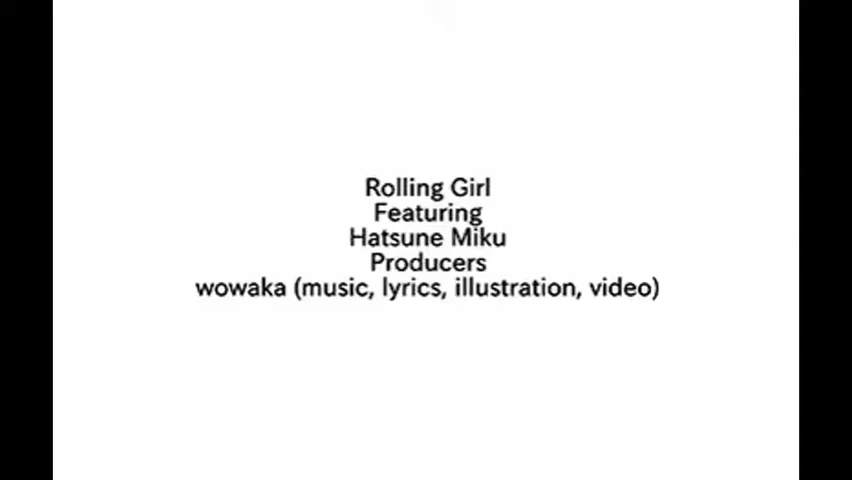 Rolling Girl
Featuring
Hatsune Miku
Producers
wowaka (music, lyrics, illustration, video)